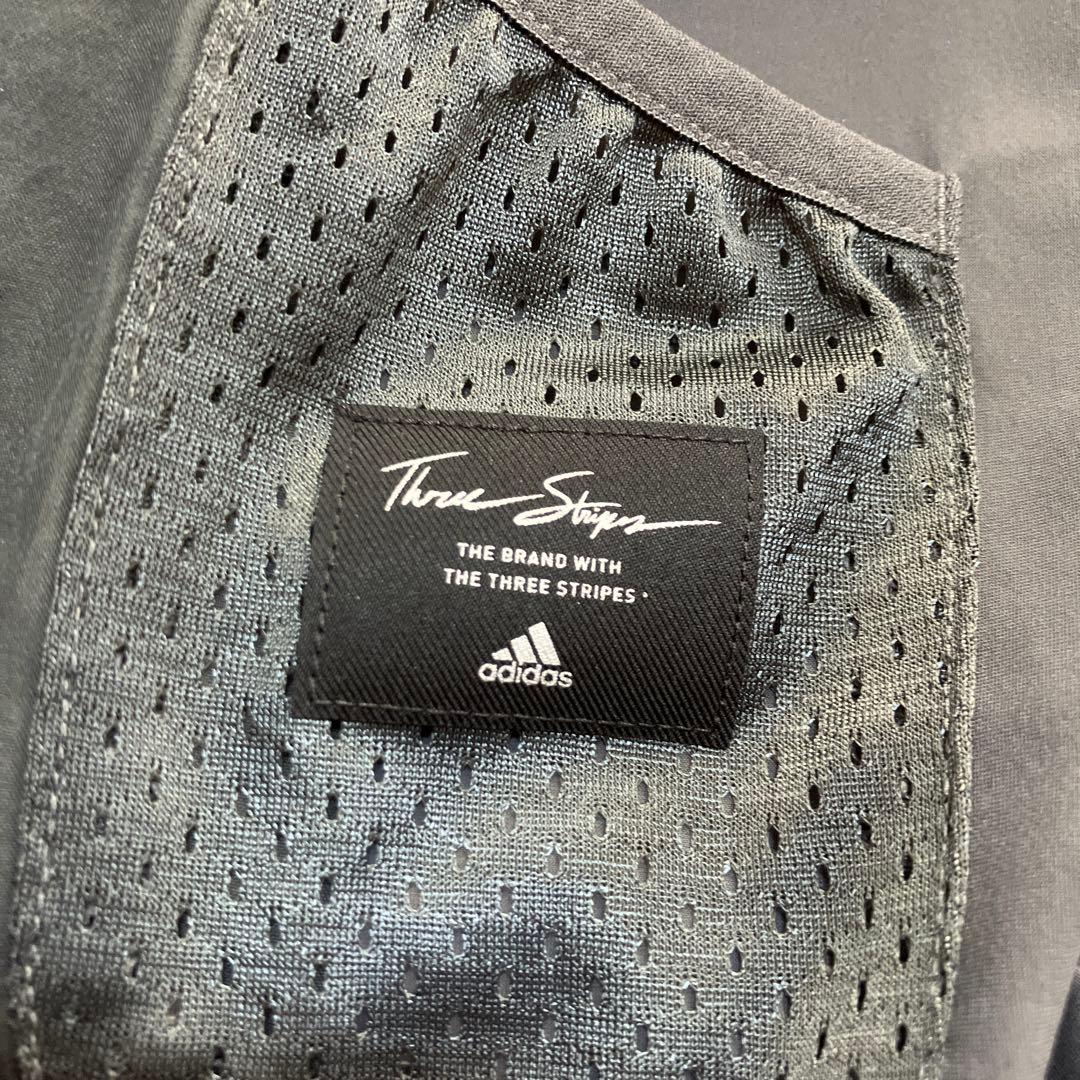 Three Stripes
THE BRAND WITH
THE THREE STRIPES •
adidas